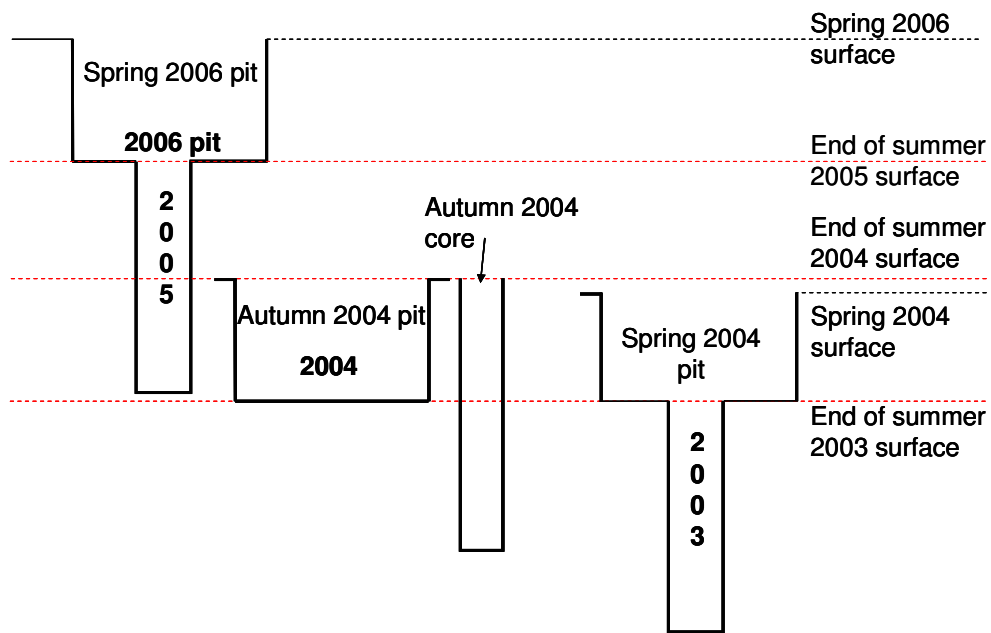 Spring 2006
surface
Spring 2006 pit
2006 pit
End of summer
2005 surface
2
0
0
5
Autumn 2004
core
End of summer
2004 surface
Autumn 2004 pit
2004
Spring 2004
pit
Spring 2004
surface
End of summer
2003 surface
2
0
0
3